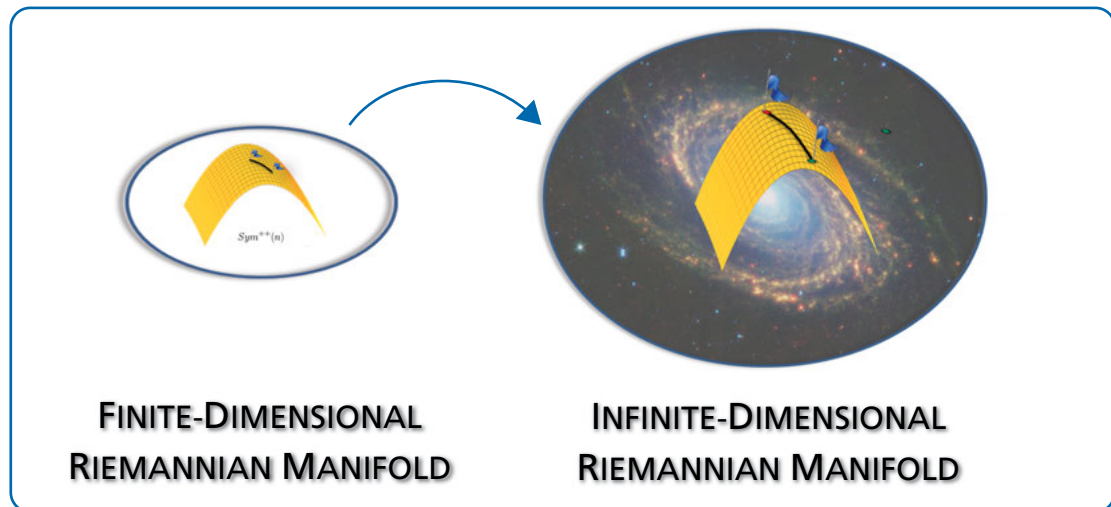 Sym⁺⁺(n)
FINITE-DIMENSIONAL
RIEMANNIAN MANIFOLD
INFINITE-DIMENSIONAL
RIEMANNIAN MANIFOLD